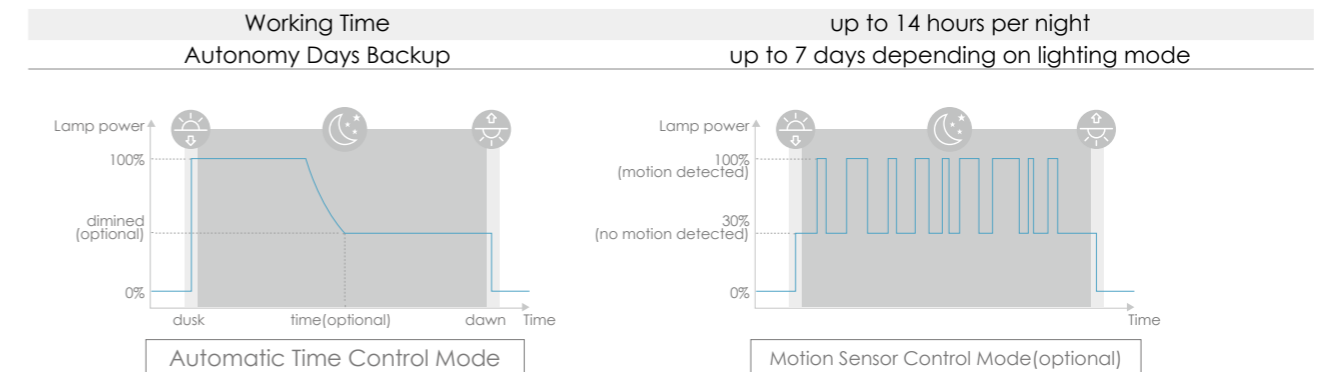 Working Time up to 14 hours per night
Autonomy Days Backup up to 7 days depending on lighting mode
Lamp power
100%
dimined
(optional)
0%
dusk time(optional) dawn Time
Automatic Time Control Mode
Lamp power
100%
(motion detected)
30%
(no motion detected)
0%
Time
Motion Sensor Control Mode(optional)